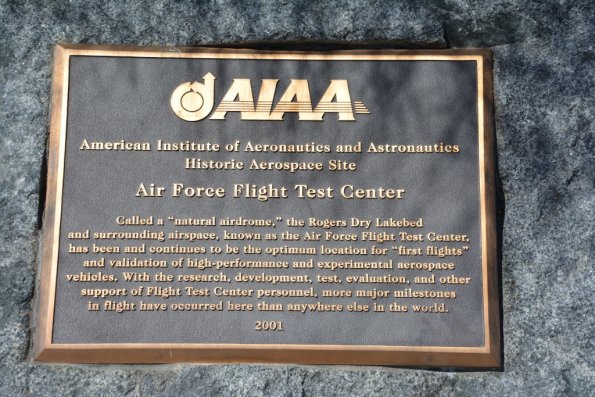 AIAA
American Institute of Aeronautics and Astronautics
Historic Aerospace Site
Air Force Flight Test Center
Called a “natural airdrome,” the Rogers Dry Lakebed
and surrounding airspace, known as the Air Force Flight Test Center,
has been and continues to be the optimum location for “first flights”
and validation of high-performance and experimental aerospace
vehicles. With the research, development, test, evaluation, and other
support of Flight Test Center personnel, more major milestones
in flight have occurred here than anywhere else in the world.
2001